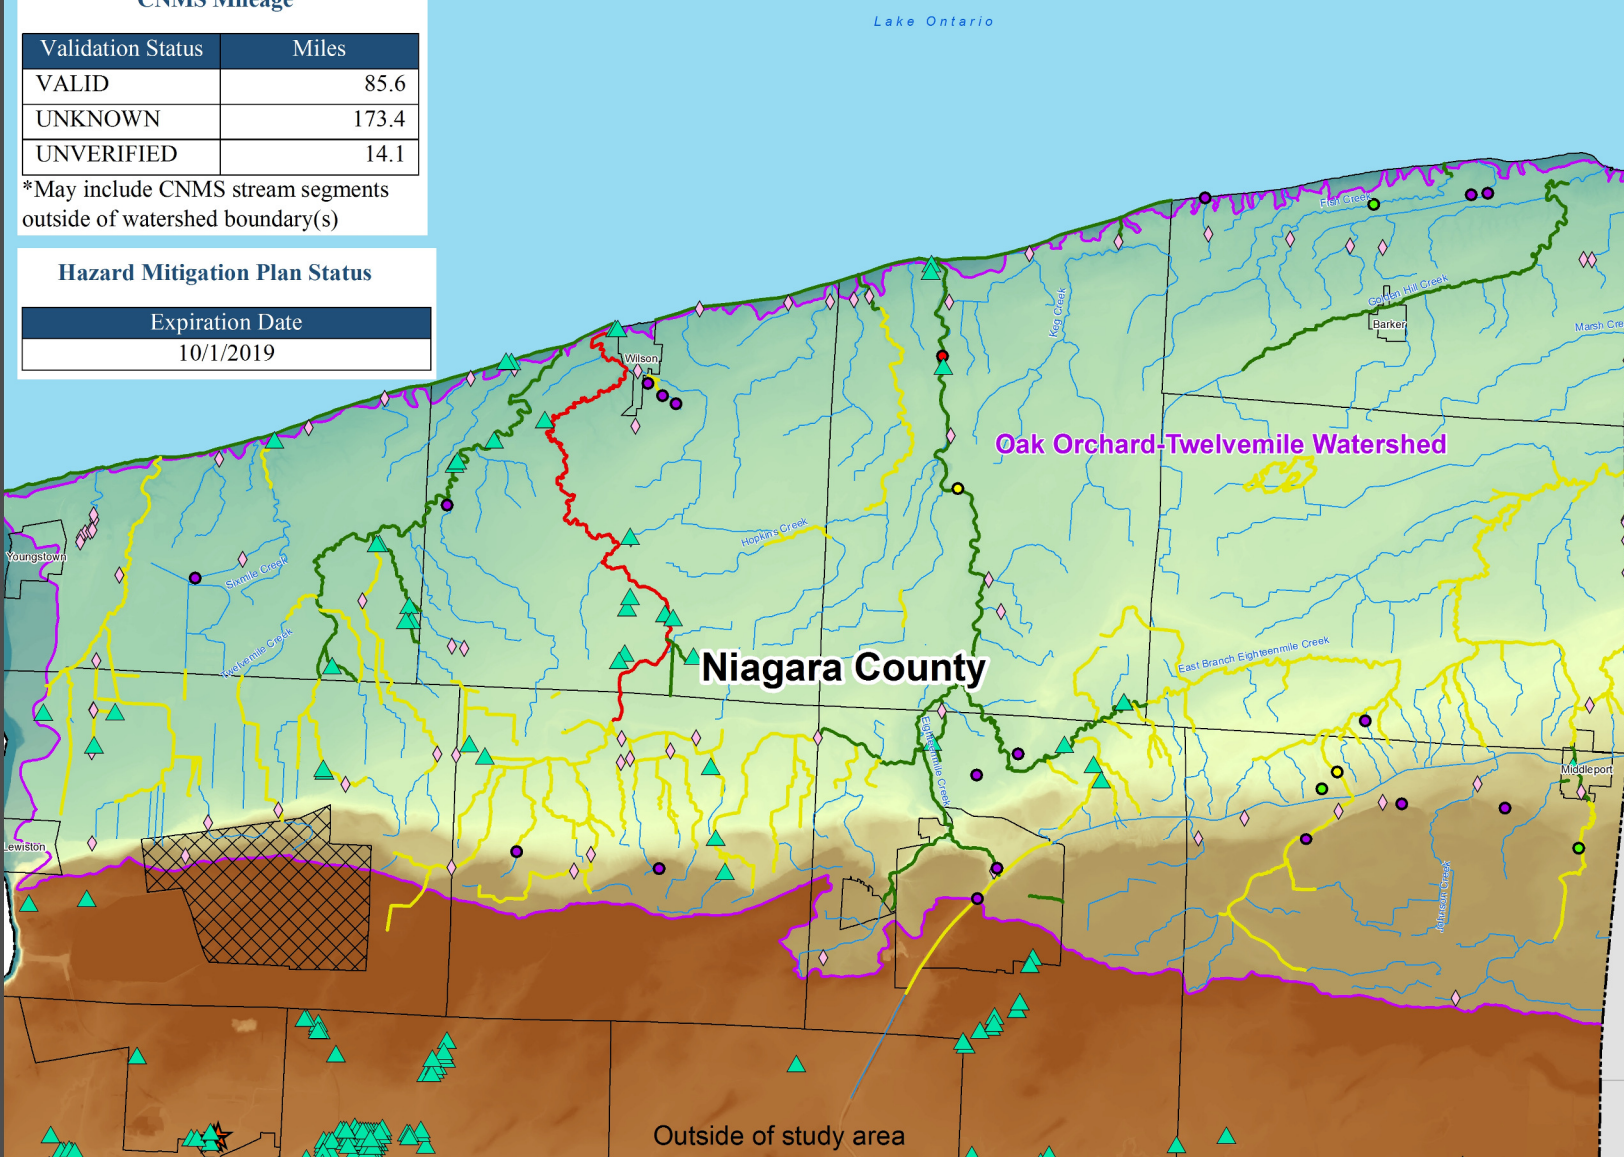 CNMS Mileage
Validation Status Miles
VALID 85.6
UNKNOWN 173.4
UNVERIFIED 14.1
*May include CNMS stream segments
outside of watershed boundary(s)
Hazard Mitigation Plan Status
Expiration Date
10/1/2019
Lake Ontario
Fish Creek
Golden Hill Creek
Barker
Marsh Cre
Keg Creek
Wilson
Oak Orchard-Twelvemile Watershed
Hopkins Creek
Youngstown
Sixmile Creek
Twelvemile Creek
Niagara County
East Branch Eighteenmile Creek
Eighteenmile Creek
Middleport
Lewiston
Johnson Creek
Outside of study area